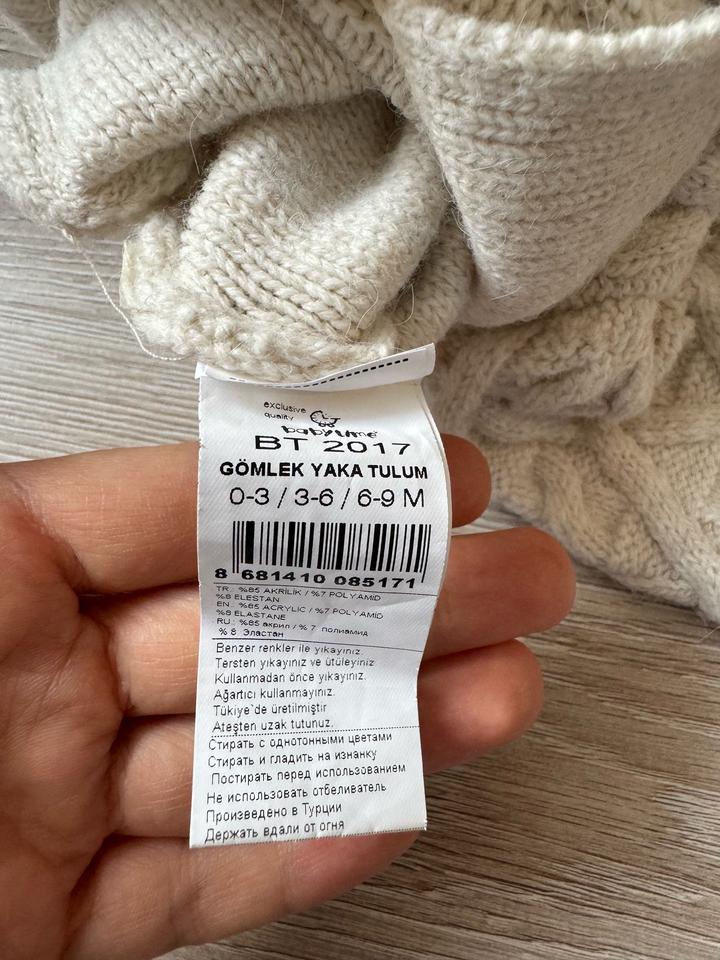 exclusive
quality
babytime
BT 2017
GÖMLEK YAKA TULUM
0-3 / 3-6 / 6-9 M
8 681410 085171
TR : %85 AKRİLİK / %7 POLYAMİD
%8 ELESTAN
EN : %85 ACRYLIC / %7 POLYAMID
%8 ELASTANE
RU : %85 акрил / % 7 полиамид
% 8 Эластан
Benzer renkler ile yıkayınız.
Tersten yıkayınız ve ütüleyiniz
Kullanmadan önce yıkayınız.
Ağartıcı kullanmayınız.
Tükiye`de üretilmiştir
Ateşten uzak tutunuz.
Стирать с однотонными цветами
Стирать и гладить на изнанку
Постирать перед использованием
Не использовать отбеливатель
Произведено в Турции
Держать вдали от огня